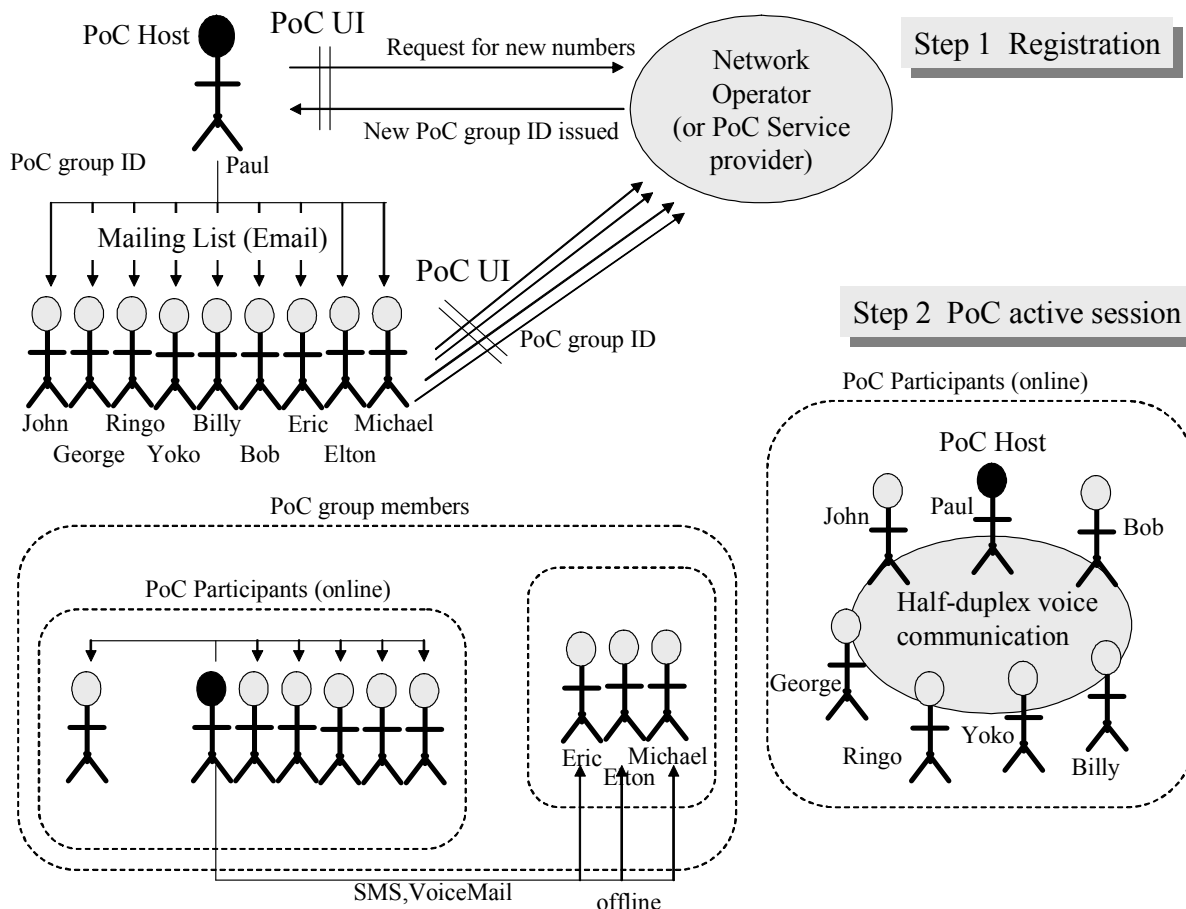 PoC Host
PoC UI
Request for new numbers
New PoC group ID issued
Network
Operator
(or PoC Service
provider)
Step 1 Registration
PoC group ID
Paul
Mailing List (Email)
PoC UI
PoC group ID
John
Ringo
Billy
Eric
Michael
George
Yoko
Bob
Elton
Step 2 PoC active session
PoC Participants (online)
PoC Host
John
Paul
Bob
Half-duplex voice
communication
George
Ringo
Yoko
Billy
PoC group members
PoC Participants (online)
Eric
Elton
Michael
SMS,VoiceMail
offline